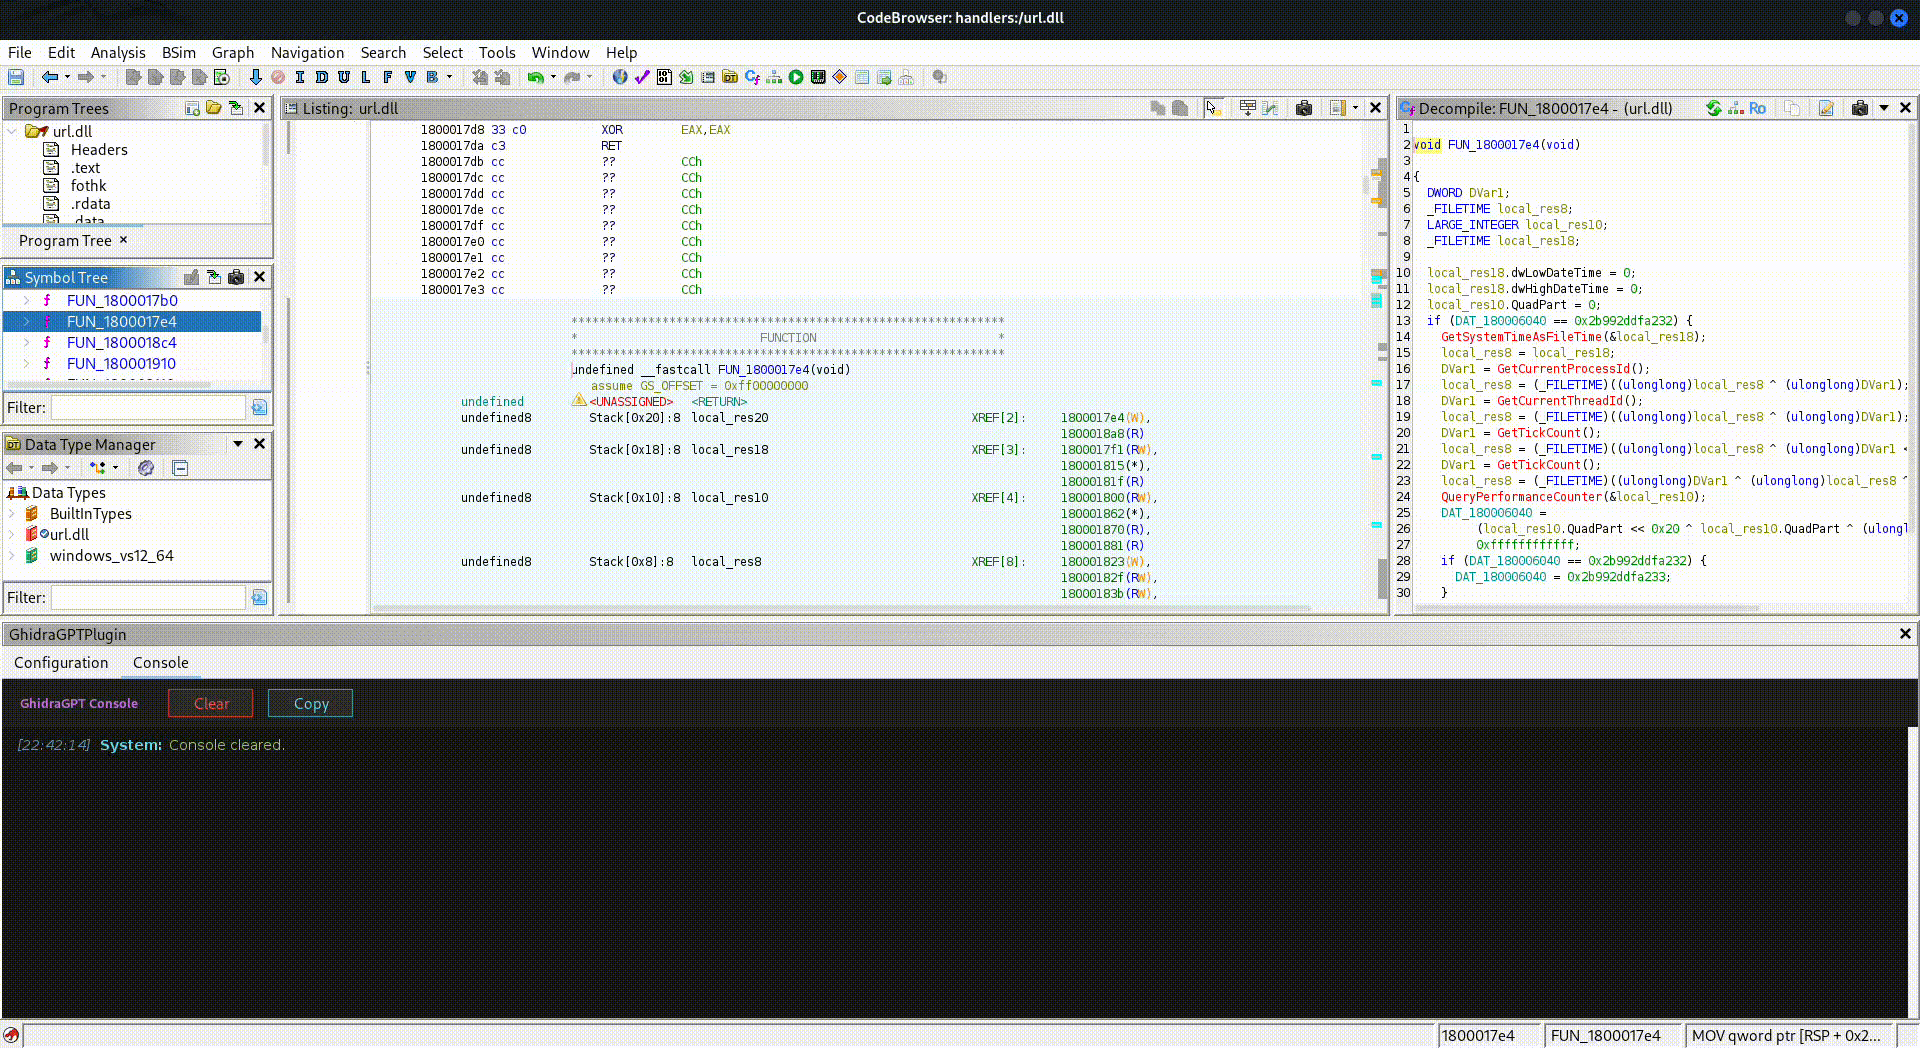 CodeBrowser: handlers:/url.dll
File Edit Analysis BSim Graph Navigation Search Select Tools Window Help
I D U L F V B
Program Trees
url.dll
Headers
.text
fothk
.rdata
.data
Program Tree ×
Symbol Tree
f FUN_1800017b0
f FUN_1800017e4
f FUN_1800018c4
f FUN_180001910
Filter:
Data Type Manager
Data Types
BuiltInTypes
url.dll
windows_vs12_64
Filter:
Listing: url.dll
1800017d8 33 c0 XOR EAX,EAX
1800017da c3 RET
1800017db cc ?? CCh
1800017dc cc ?? CCh
1800017dd cc ?? CCh
1800017de cc ?? CCh
1800017df cc ?? CCh
1800017e0 cc ?? CCh
1800017e1 cc ?? CCh
1800017e2 cc ?? CCh
1800017e3 cc ?? CCh
**************************************************************
* FUNCTION *
**************************************************************
undefined __fastcall FUN_1800017e4(void)
assume GS_OFFSET = 0xff00000000
undefined <UNASSIGNED> <RETURN>
undefined8 Stack[0x20]:8 local_res20 XREF[2]: 1800017e4(W),
1800018a8(R)
undefined8 Stack[0x18]:8 local_res18 XREF[3]: 1800017f1(RW),
180001815(*),
18000181f(R)
undefined8 Stack[0x10]:8 local_res10 XREF[4]: 180001800(RW),
180001862(*),
180001870(R),
180001881(R)
undefined8 Stack[0x8]:8 local_res8 XREF[8]: 180001823(W),
18000182f(RW),
18000183b(RW),
Decompile: FUN_1800017e4 - (url.dll)
Ro
1
2 void FUN_1800017e4(void)
3
4 {
5 DWORD DVar1;
6 _FILETIME local_res8;
7 LARGE_INTEGER local_res10;
8 _FILETIME local_res18;
9
10 local_res18.dwLowDateTime = 0;
11 local_res18.dwHighDateTime = 0;
12 local_res10.QuadPart = 0;
13 if (DAT_180006040 == 0x2b992ddfa232) {
14 GetSystemTimeAsFileTime(&local_res18);
15 local_res8 = local_res18;
16 DVar1 = GetCurrentProcessId();
17 local_res8 = (_FILETIME)((ulonglong)local_res8 ^ (ulonglong)DVar1);
18 DVar1 = GetCurrentThreadId();
19 local_res8 = (_FILETIME)((ulonglong)local_res8 ^ (ulonglong)DVar1);
20 DVar1 = GetTickCount();
21 local_res8 = (_FILETIME)((ulonglong)local_res8 ^ (ulonglong)DVar1 <
22 DVar1 = GetTickCount();
23 local_res8 = (_FILETIME)((ulonglong)DVar1 ^ (ulonglong)local_res8 ^
24 QueryPerformanceCounter(&local_res10);
25 DAT_180006040 =
26 (local_res10.QuadPart << 0x20 ^ local_res10.QuadPart ^ (ulongl
27 0xffffffffffff;
28 if (DAT_180006040 == 0x2b992ddfa232) {
29 DAT_180006040 = 0x2b992ddfa233;
30 }
GhidraGPTPlugin
Configuration Console
GhidraGPT Console Clear Copy
[22:42:14] System: Console cleared.
1800017e4 FUN_1800017e4 MOV qword ptr [RSP + 0x2...